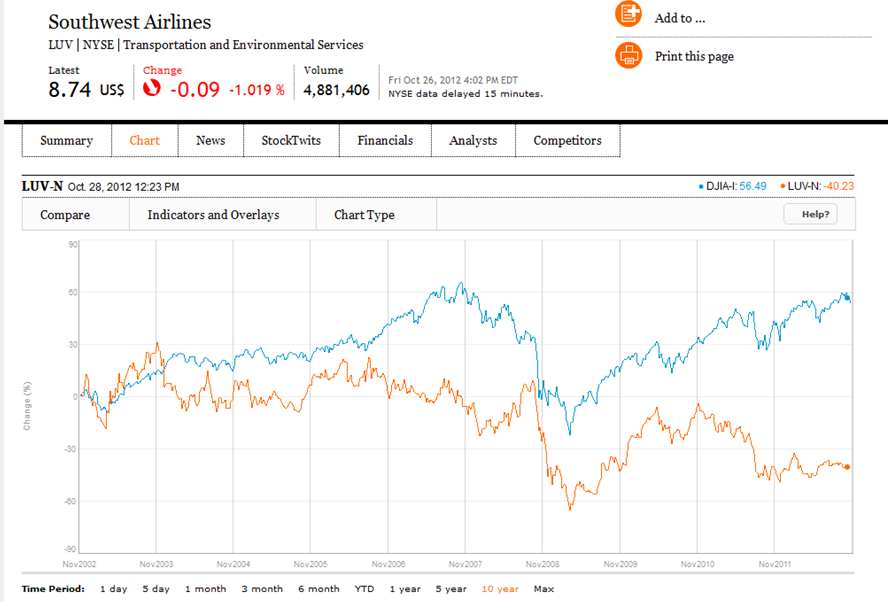 Southwest Airlines
LUV | NYSE | Transportation and Environmental Services
Latest
8.74 US$
Change
-0.09 -1.019 %
Volume
4,881,406
Fri Oct 26, 2012 4:02 PM EDT
NYSE data delayed 15 minutes.
Add to ...
Print this page
Summary
Chart
News
StockTwits
Financials
Analysts
Competitors
LUV-N Oct. 28, 2012 12:23 PM
DJIA-I: 56.49
LUV-N: -40.23
Compare
Indicators and Overlays
Chart Type
Help?
Change (%)
90
60
30
0
-30
-60
-90
Nov2002
Nov2003
Nov2004
Nov2005
Nov2006
Nov2007
Nov2008
Nov2009
Nov2010
Nov2011
Time Period: 1 day 5 day 1 month 3 month 6 month YTD 1 year 5 year 10 year Max